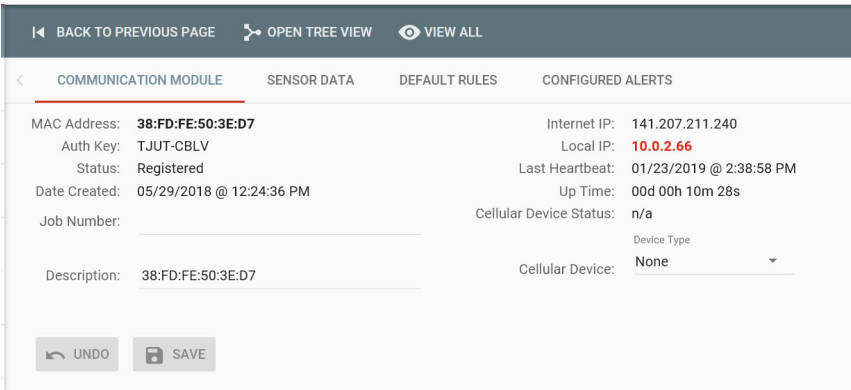 BACK TO PREVIOUS PAGE OPEN TREE VIEW VIEW ALL
COMMUNICATION MODULE SENSOR DATA DEFAULT RULES CONFIGURED ALERTS
MAC Address: 38:FD:FE:50:3E:D7
Auth Key: TJUT-CBLV
Status: Registered
Date Created: 05/29/2018 @ 12:24:36 PM
Job Number:
Description: 38:FD:FE:50:3E:D7
Internet IP: 141.207.211.240
Local IP: 10.0.2.66
Last Heartbeat: 01/23/2019 @ 2:38:58 PM
Up Time: 00d 00h 10m 28s
Cellular Device Status: n/a
Device Type
Cellular Device: None
UNDO SAVE